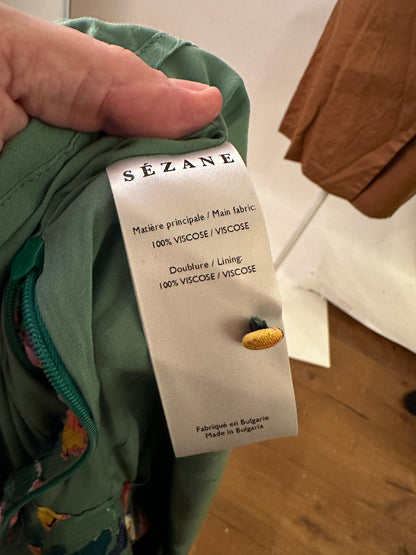 SÉZANE
Matière principale / Main fabric:
100% VISCOSE / VISCOSE
Doublure / Lining:
100% VISCOSE / VISCOSE
Fabriqué en Bulgarie
Made in Bulgaria